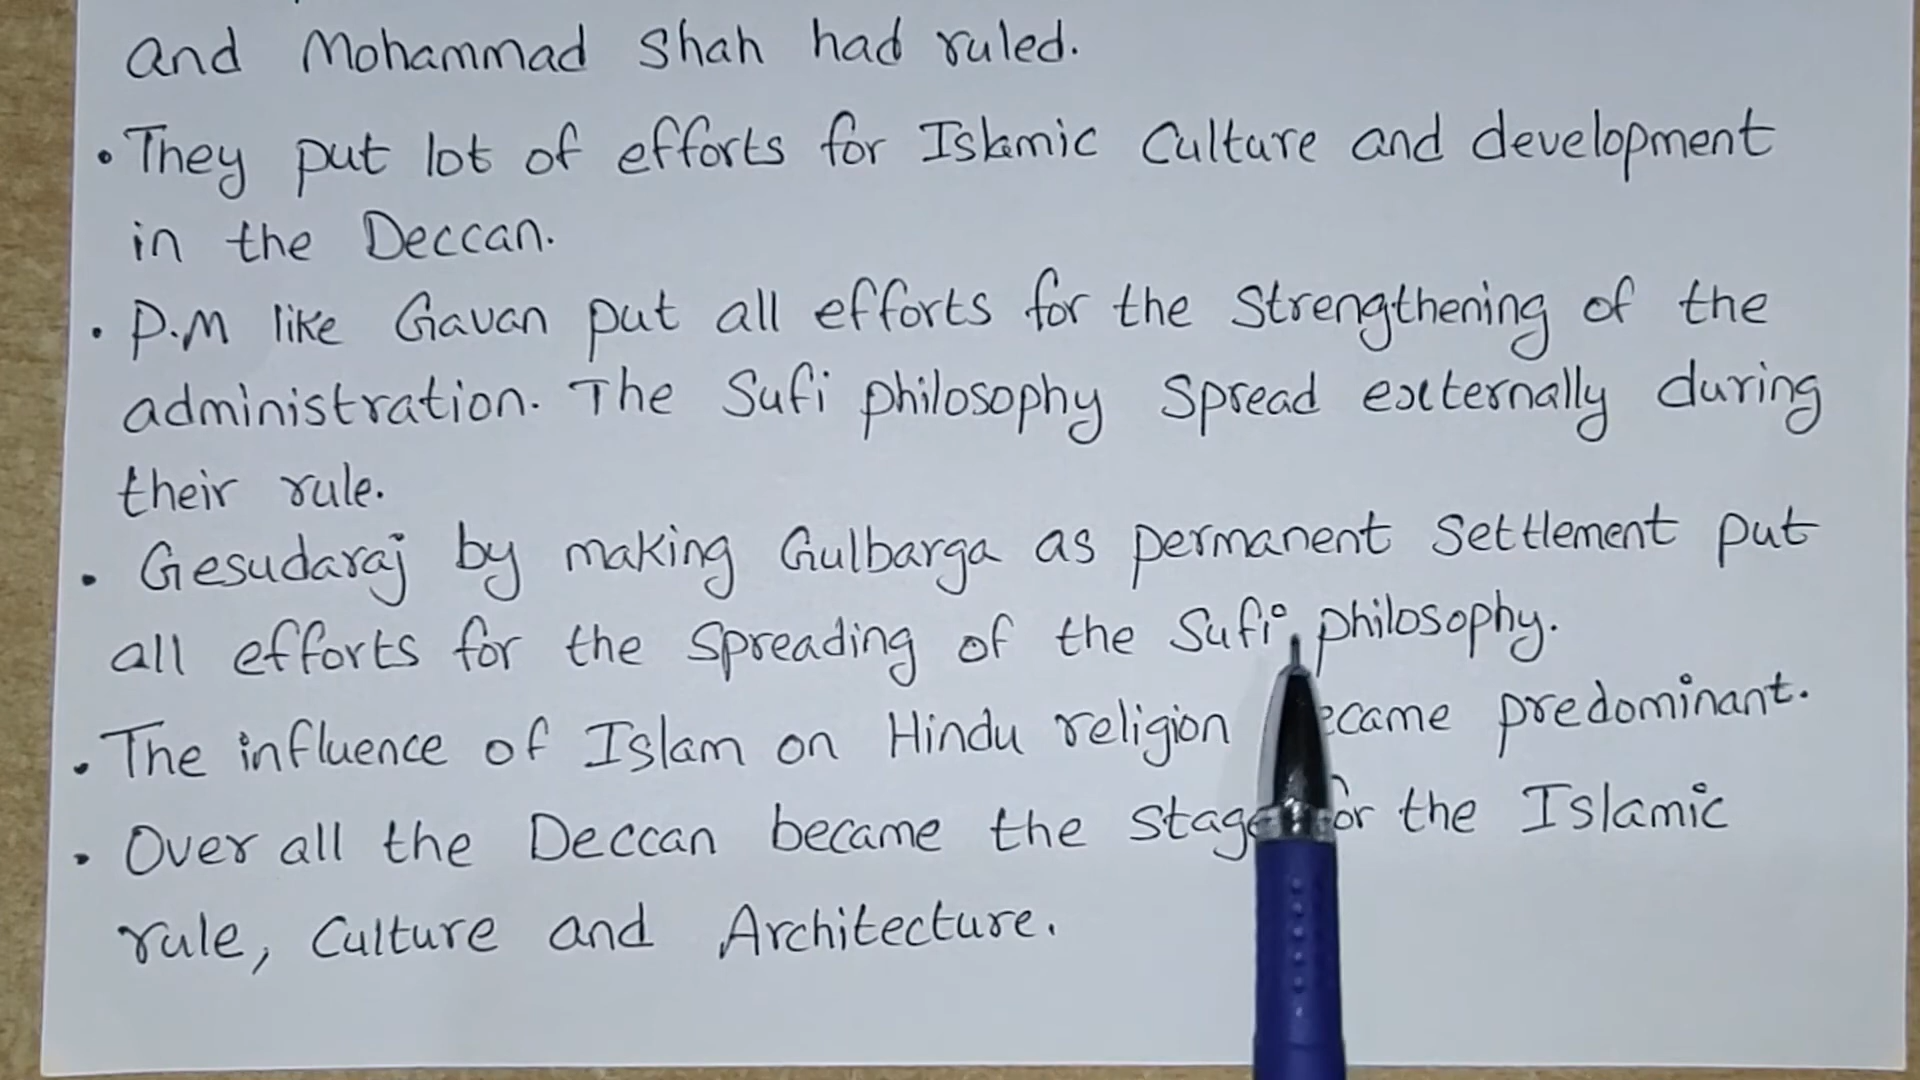 and Mohammad Shah had ruled.
• They put lot of efforts for Islamic Culture and development
in the Deccan.
• P.M like Gavan put all efforts for the Strengthening of the
administration. The Sufi philosophy Spread externally during
their rule.
• Gesudaraj by making Gulbarga as permanent Settlement put
all efforts for the Spreading of the Sufi philosophy.
• The influence of Islam on Hindu religion became predominant.
• Over all the Deccan became the Stage for the Islamic
rule, Culture and Architecture.